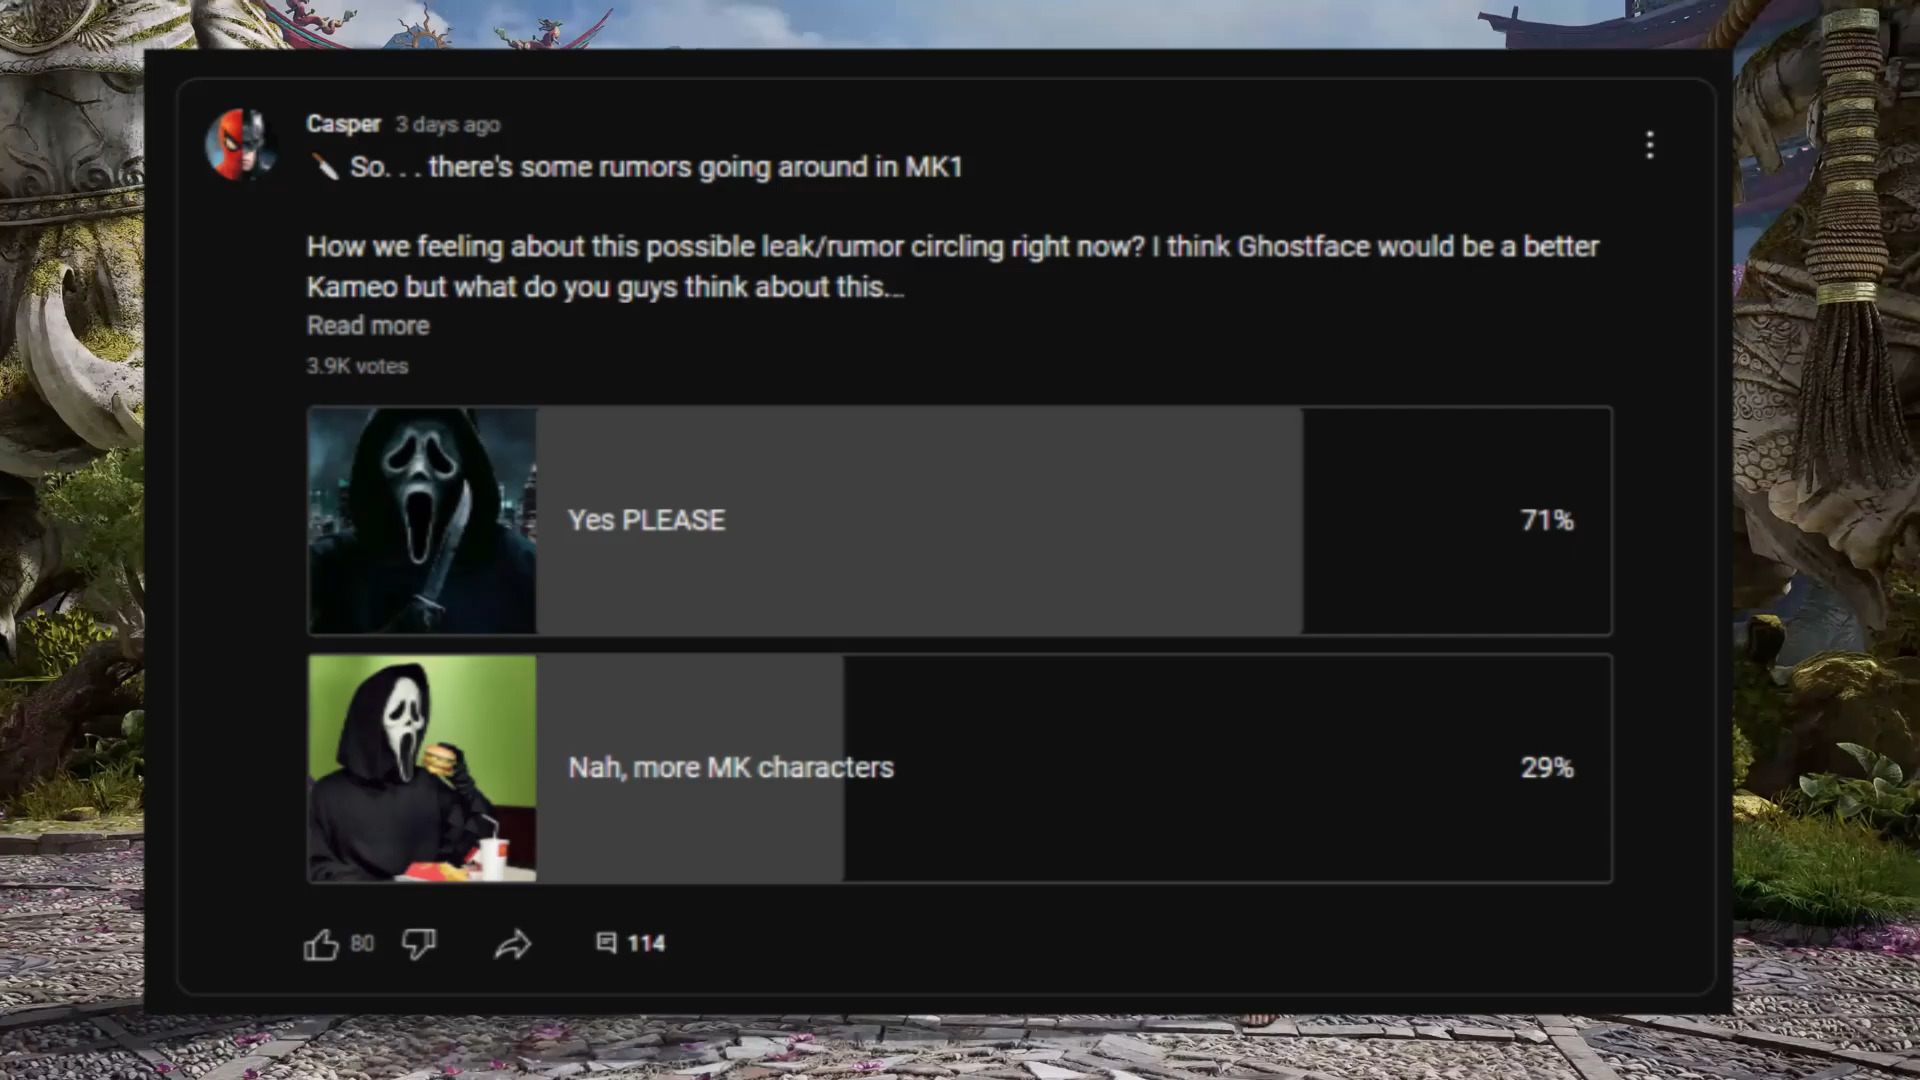 Casper 3 days ago
So. . . there's some rumors going around in MK1
How we feeling about this possible leak/rumor circling right now? I think Ghostface would be a better
Kameo but what do you guys think about this...
Read more
3.9K votes
Yes PLEASE 71%
Nah, more MK characters 29%
80 114